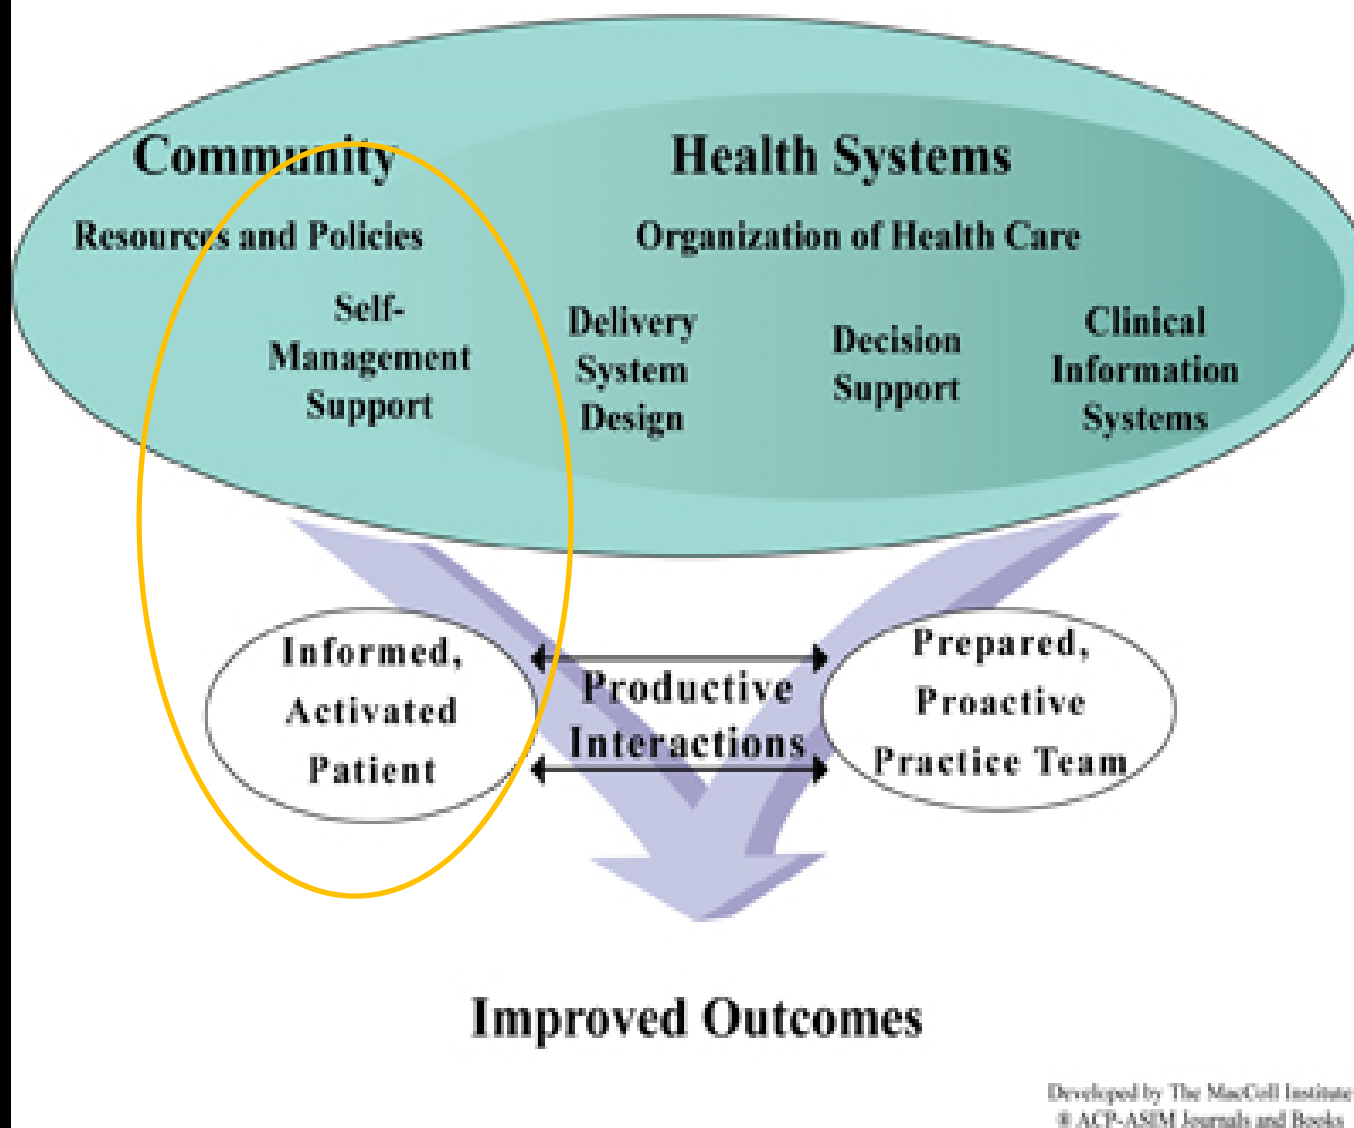 Community
Health Systems
Resources and Policies
Organization of Health Care
Self-
Management
Support
Delivery
System
Design
Decision
Support
Clinical
Information
Systems
Informed,
Activated
Patient
Productive
Interactions
Prepared,
Proactive
Practice Team
Improved Outcomes
Developed by The MacColl Institute
® ACP-ASIM Journals and Books